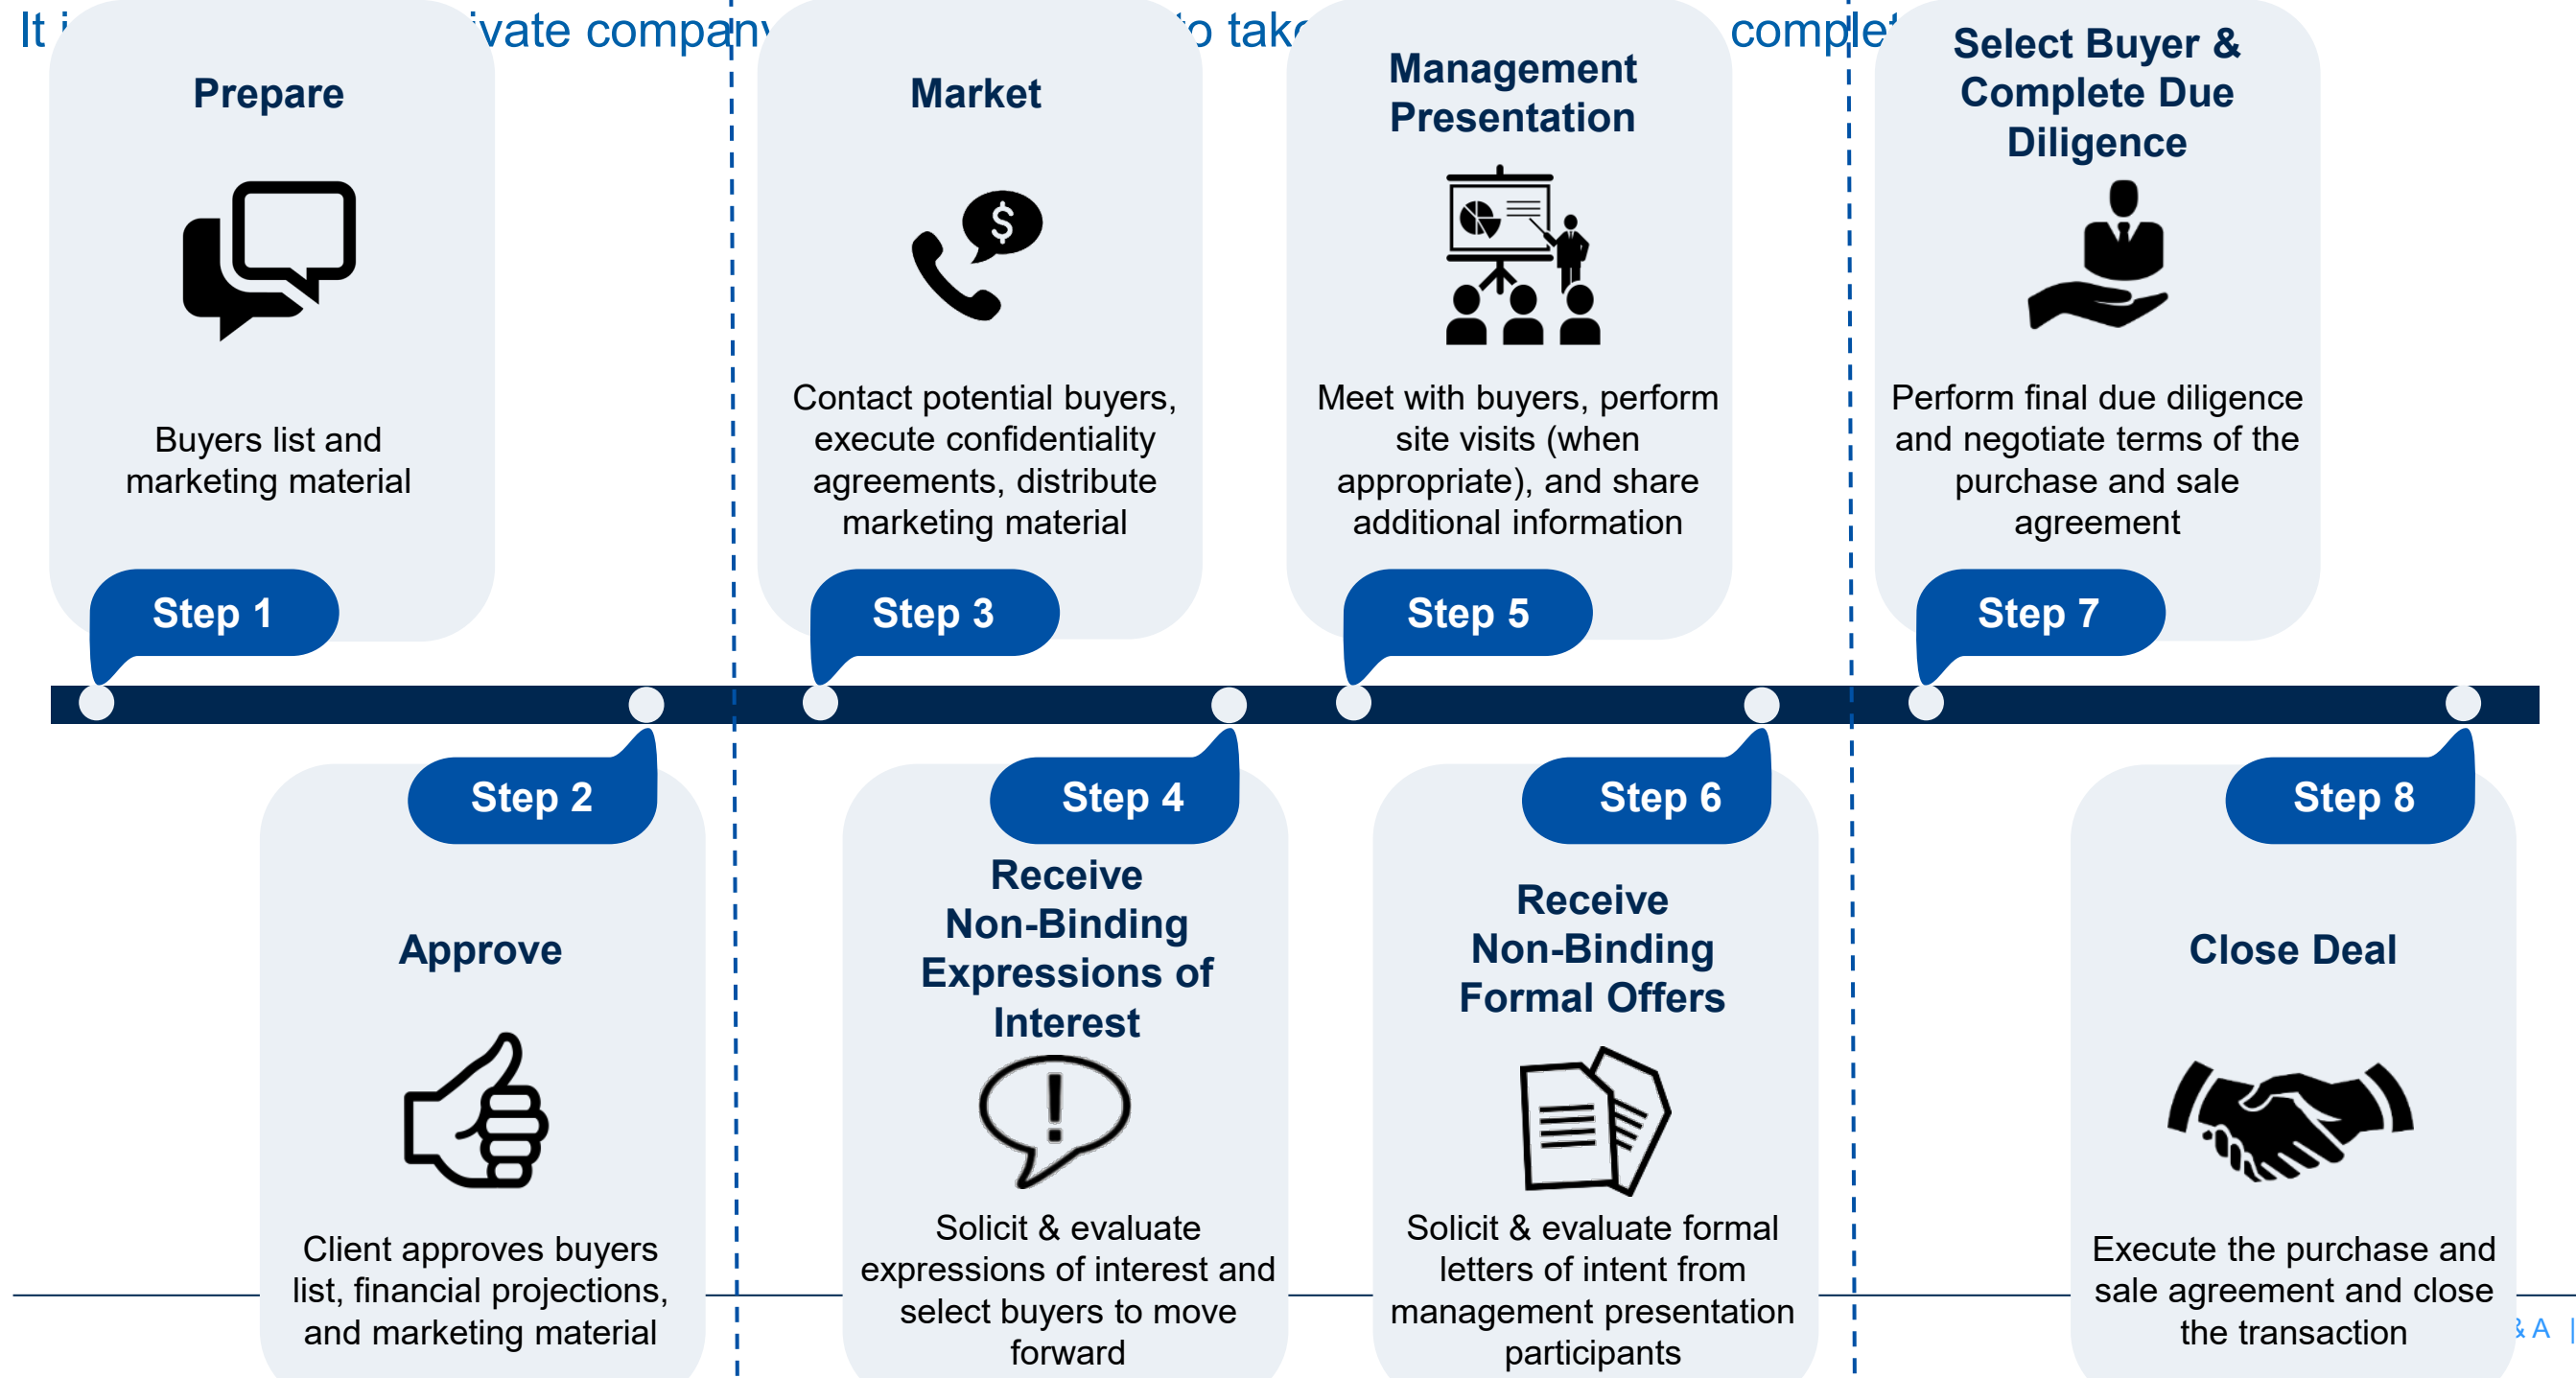 It
company
to take
Prepare
Buyers list and
marketing material
Step 1
Approve
Client approves buyers
list, financial projections,
and marketing material
Step 2
Market
$
Contact potential buyers,
execute confidentiality
agreements, distribute
marketing material
Step 3
Step 4
Receive
Non-Binding
Expressions of
Interest
!
Solicit & evaluate
expressions of interest and
select buyers to move
forward
Management
Presentation
Meet with buyers, perform
site visits (when
appropriate), and share
additional information
Step 5
Step 6
Receive
Non-Binding
Formal Offers
Solicit & evaluate formal
letters of intent from
management presentation
participants
Select Buyer &
Complete Due
Diligence
Perform final due diligence
and negotiate terms of the
purchase and sale
agreement
Step 7
Step 8
Close Deal
Execute the purchase and
sale agreement and close
the transaction
& A |